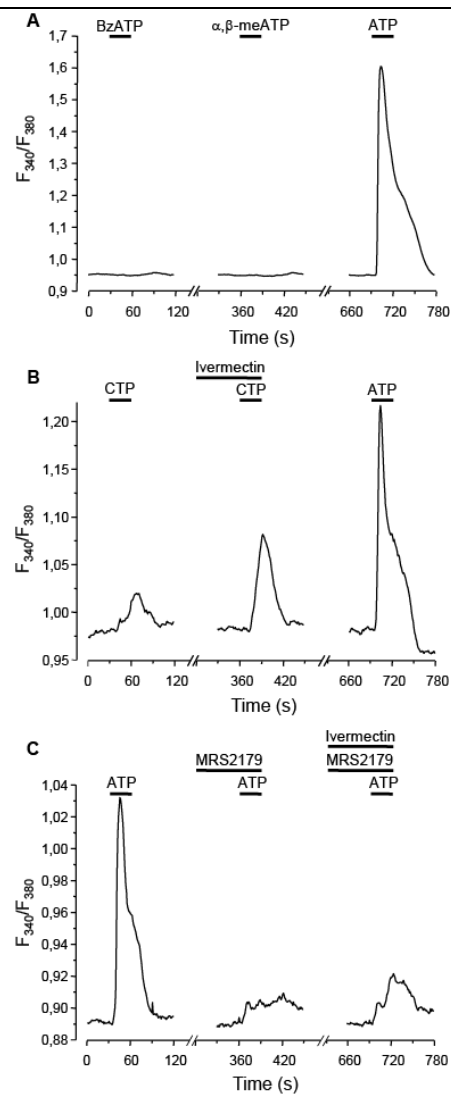 A
BzATP α,β-meATP ATP
1,7
1,6
1,5
1,4
1,3
1,2
1,1
1,0
0,9
F340/F380
0 60 120 360 420 660 720 780
Time (s)
B
Ivermectin
CTP CTP ATP
1,20
1,15
1,10
1,05
1,00
0,95
F340/F380
0 60 120 360 420 660 720 780
Time (s)
C
Ivermectin
MRS2179 MRS2179
ATP ATP ATP
1,04
1,02
1,00
0,98
0,96
0,94
0,92
0,90
0,88
F340/F380
0 60 120 360 420 660 720 780
Time (s)